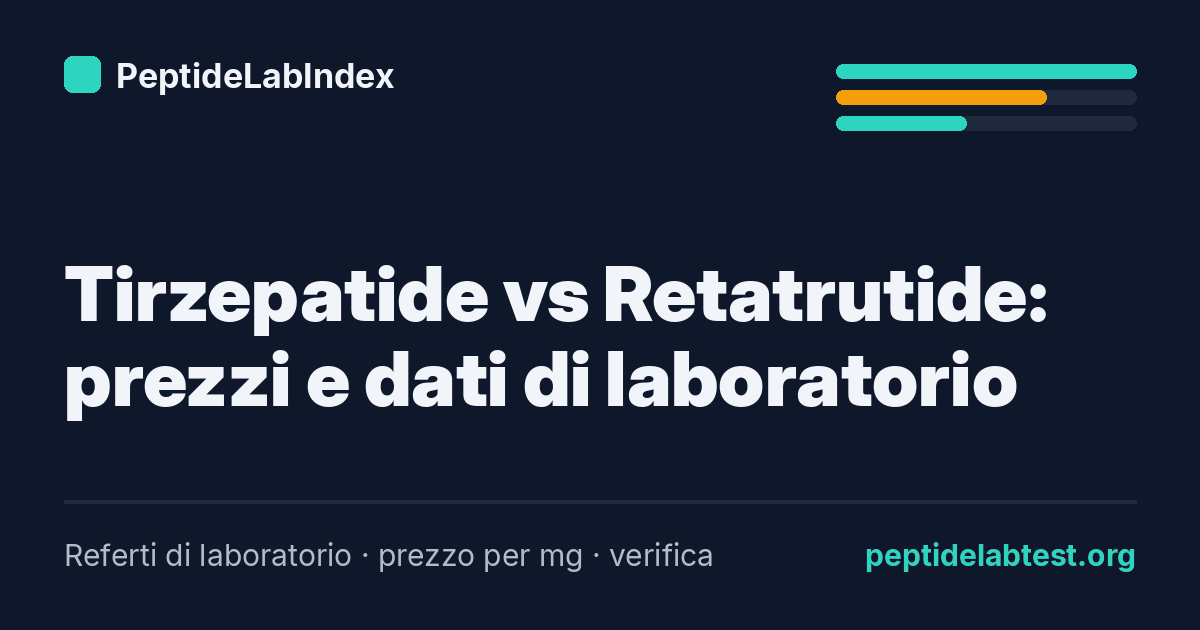 PeptideLabIndex
Tirzepatide vs Retatrutide:
prezzi e dati di laboratorio
Referti di laboratorio · prezzo per mg · verifica
peptidelabtest.org